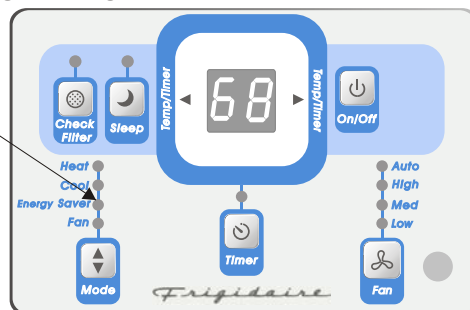 68
Temp/Timer
Temp/Timer
Check
Filter
Sleep
On/Off
Heat
Cool
Energy Saver
Fan
Mode
Timer
Auto
High
Med
Low
Fan
Frigidaire